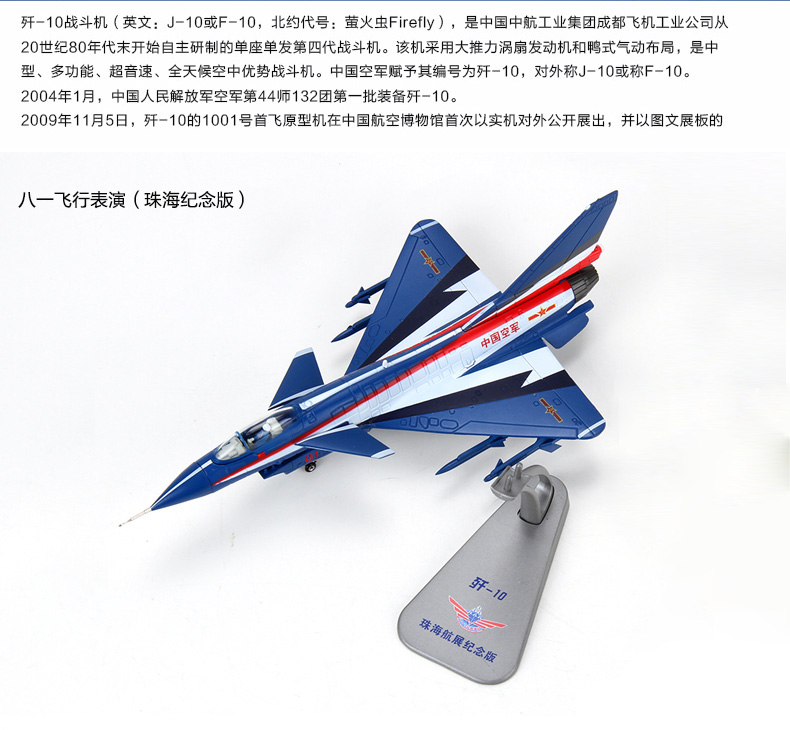 歼-10战斗机（英文：J-10或F-10，北约代号：萤火虫Firefly），是中国中航工业集团成都飞机工业公司从
20世纪80年代末开始自主研制的单座单发第四代战斗机。该机采用大推力涡扇发动机和鸭式气动布局，是中
型、多功能、超音速、全天候空中优势战斗机。中国空军赋予其编号为歼-10，对外称J-10或称F-10。
2004年1月，中国人民解放军空军第44师132团第一批装备歼-10。
2009年11月5日，歼-10的1001号首飞原型机在中国航空博物馆首次以实机对外公开展出，并以图文展板的
八一飞行表演（珠海纪念版）
中国空军
歼-10
珠海航展纪念版